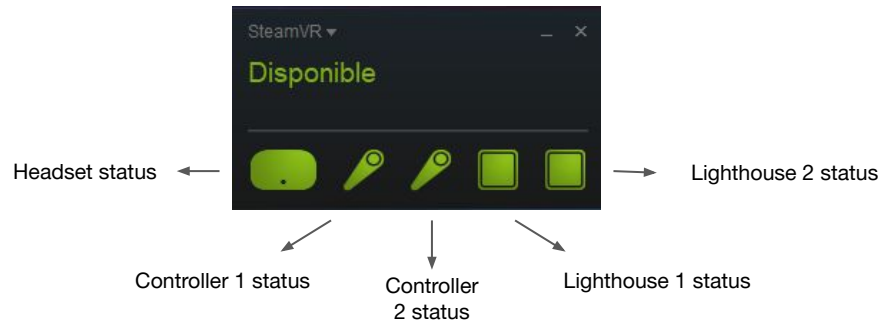 SteamVR
Disponible
Headset status
Lighthouse 2 status
Controller 1 status
Controller
2 status
Lighthouse 1 status